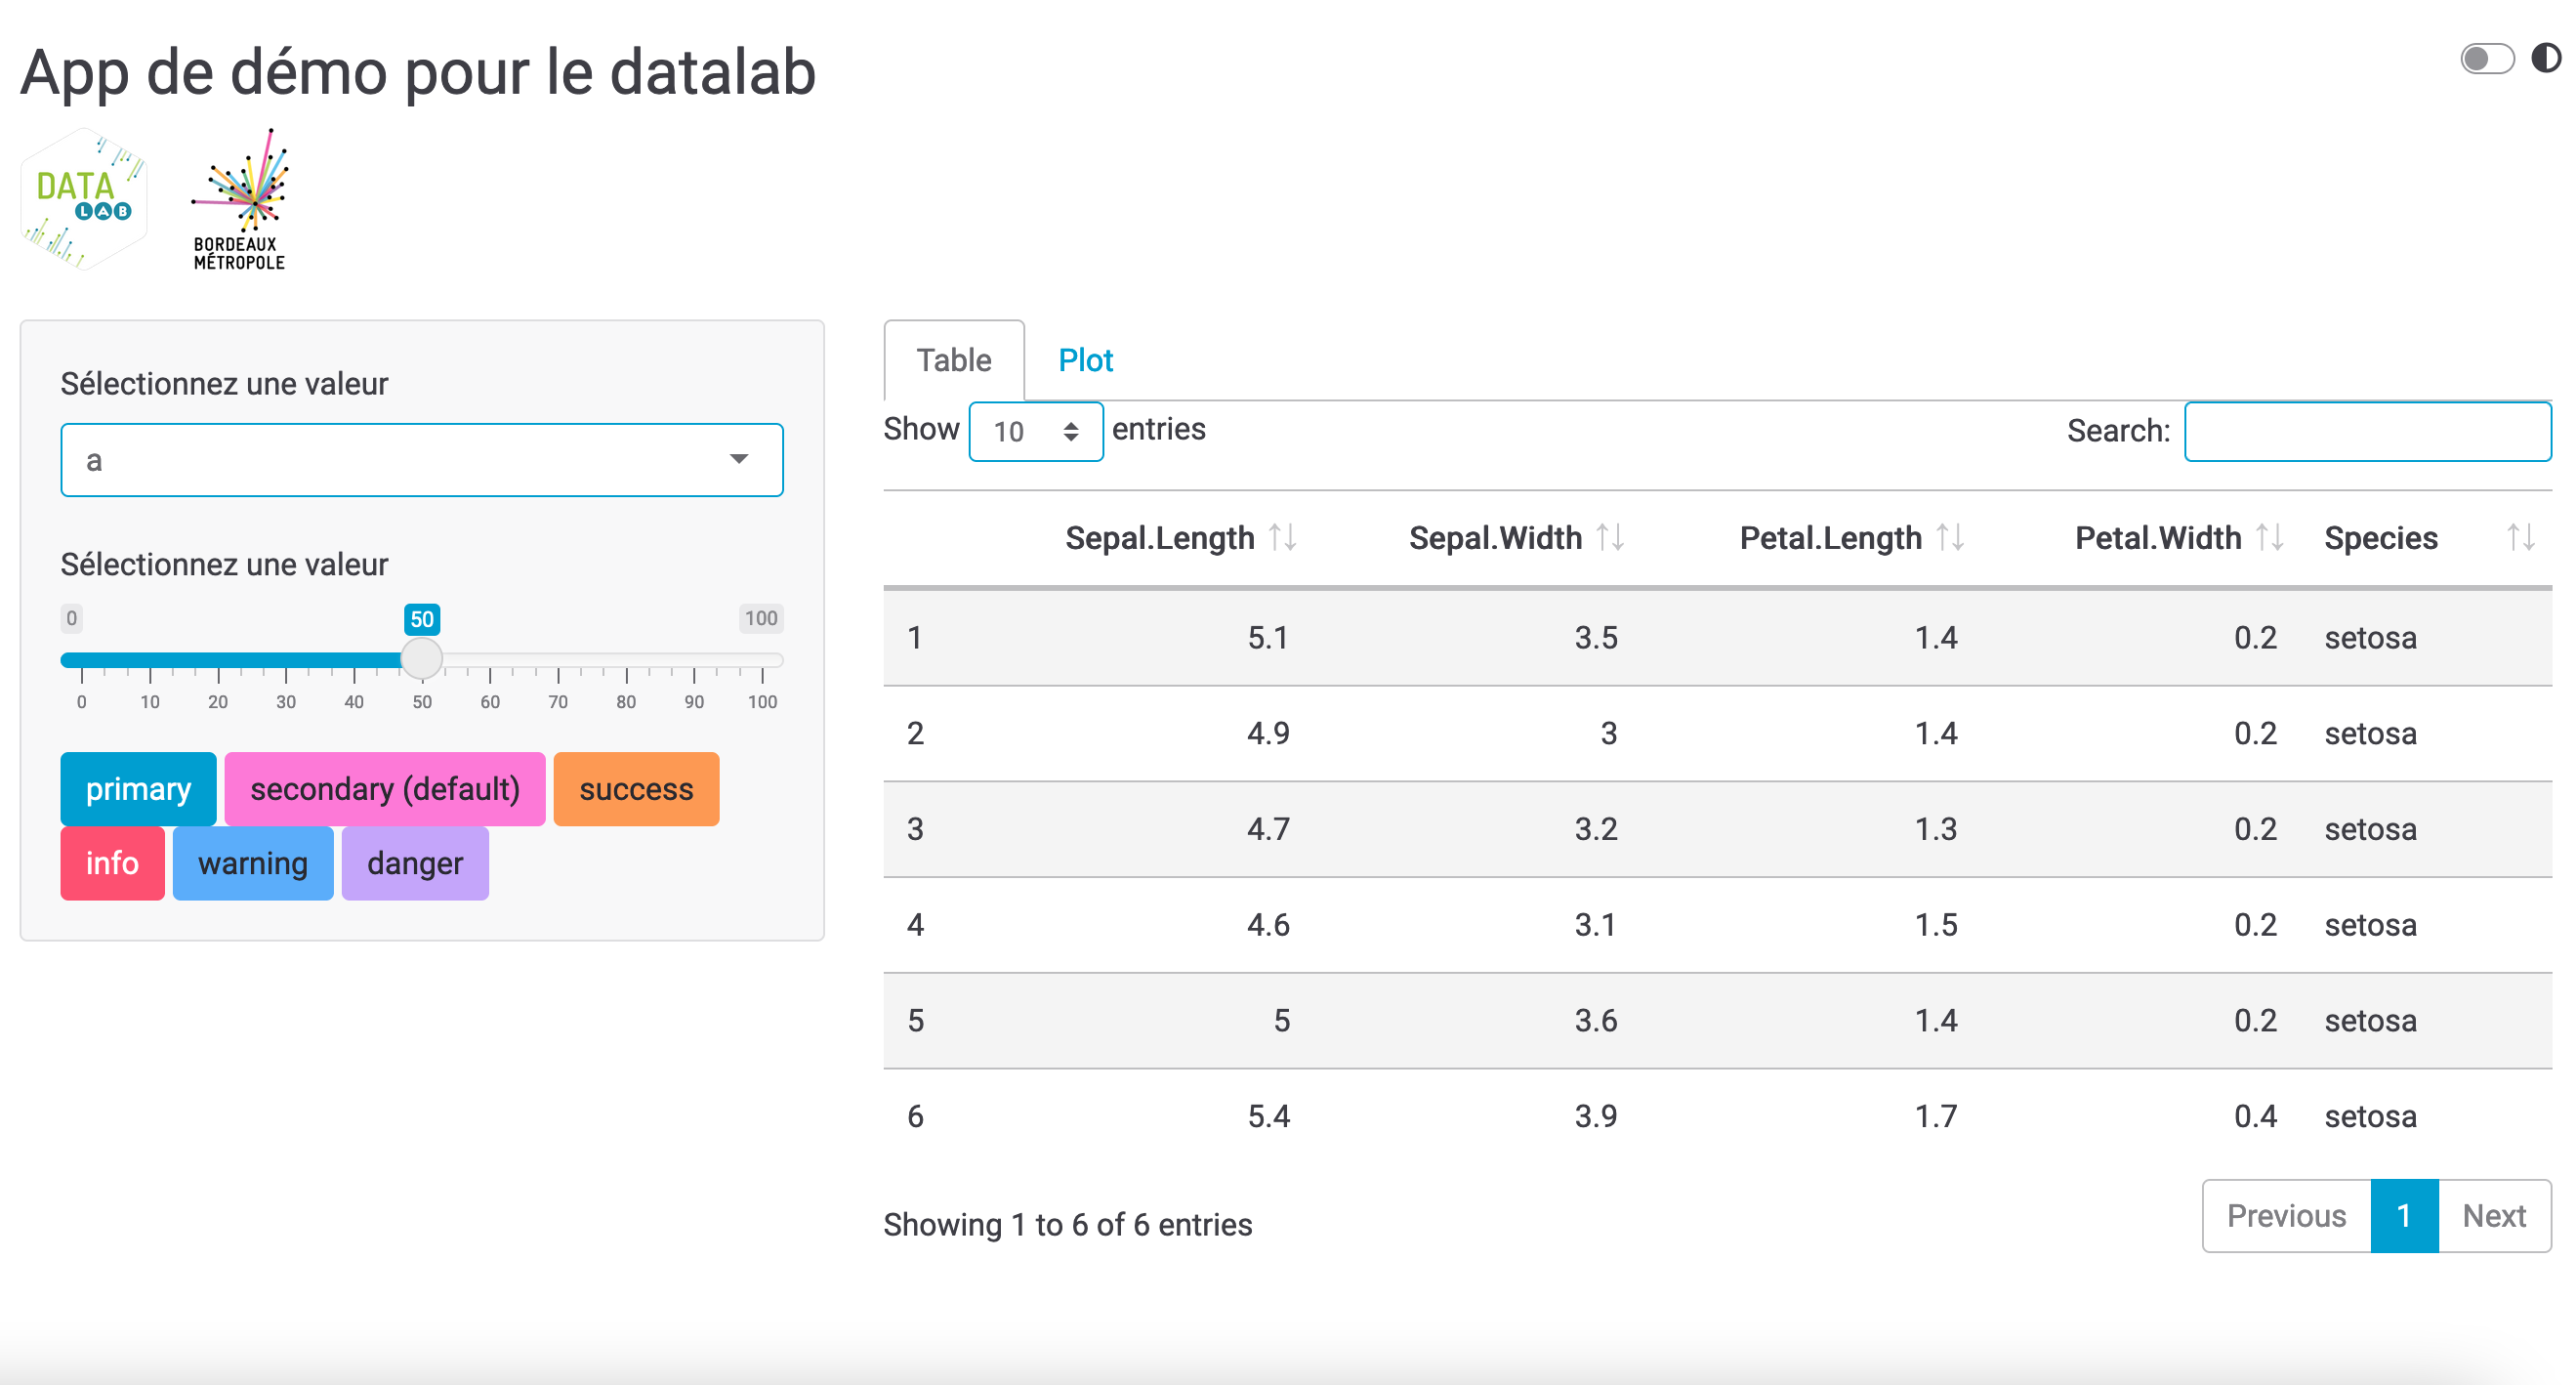 App de démo pour le datalab
DATA
LAB
BORDEAUX
MÉTROPOLE
Sélectionnez une valeur
a
Sélectionnez une valeur
0 50 100
0 10 20 30 40 50 60 70 80 90 100
primary secondary (default) success
info warning danger
Table Plot
Show 10 entries Search:
Sepal.Length Sepal.Width Petal.Length Petal.Width Species
1 5.1 3.5 1.4 0.2 setosa
2 4.9 3 1.4 0.2 setosa
3 4.7 3.2 1.3 0.2 setosa
4 4.6 3.1 1.5 0.2 setosa
5 5 3.6 1.4 0.2 setosa
6 5.4 3.9 1.7 0.4 setosa
Showing 1 to 6 of 6 entries
Previous 1 Next